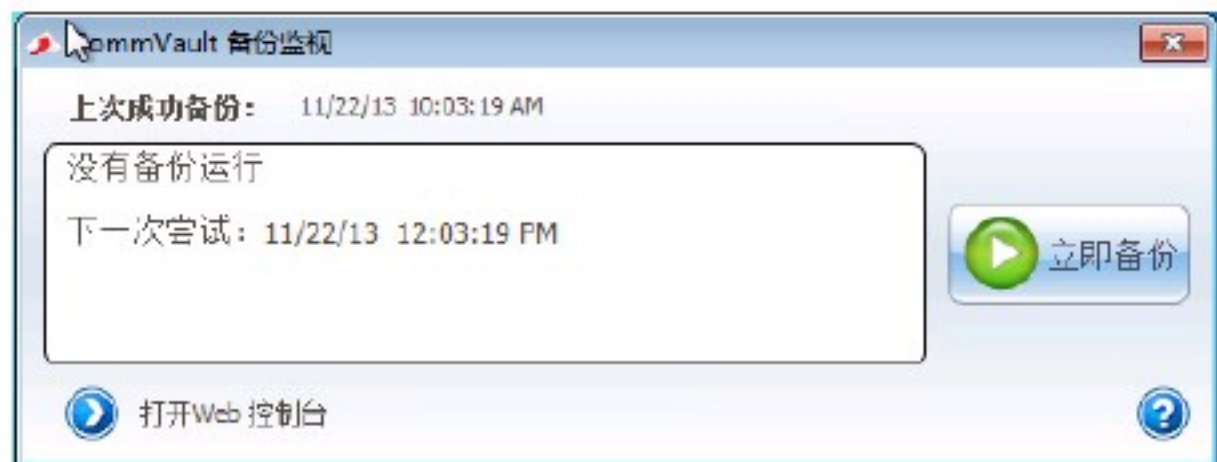 CommVault 备份监视
上次成功备份: 11/22/13 10:03:19 AM
没有备份运行
下一次尝试: 11/22/13 12:03:19 PM
立即备份
打开Web 控制台